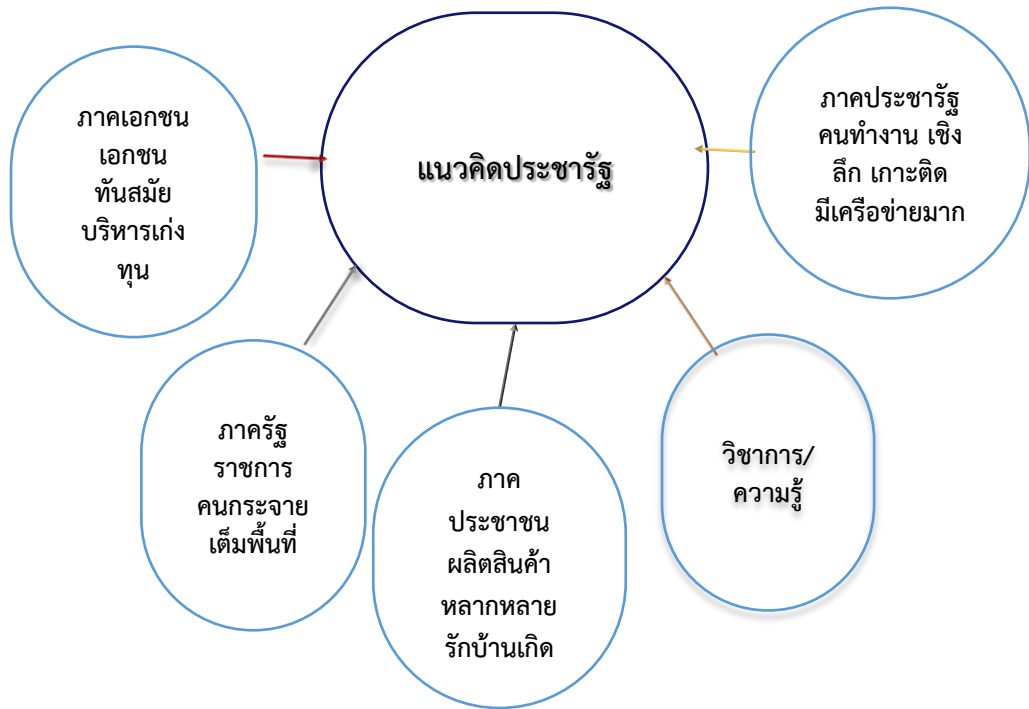 แนวคิดประชารัฐ
ภาคเอกชน
เอกชน
ทันสมัย
บริหารเก่ง
ทุน
ภาครัฐ
ราชการ
คนกระจาย
เต็มพื้นที่
ภาค
ประชาชน
ผลิตสินค้า
หลากหลาย
รักบ้านเกิด
วิชาการ/
ความรู้
ภาคประชารัฐ
คนทำงาน เชิง
ลึก เกาะติด
มีเครือข่ายมาก